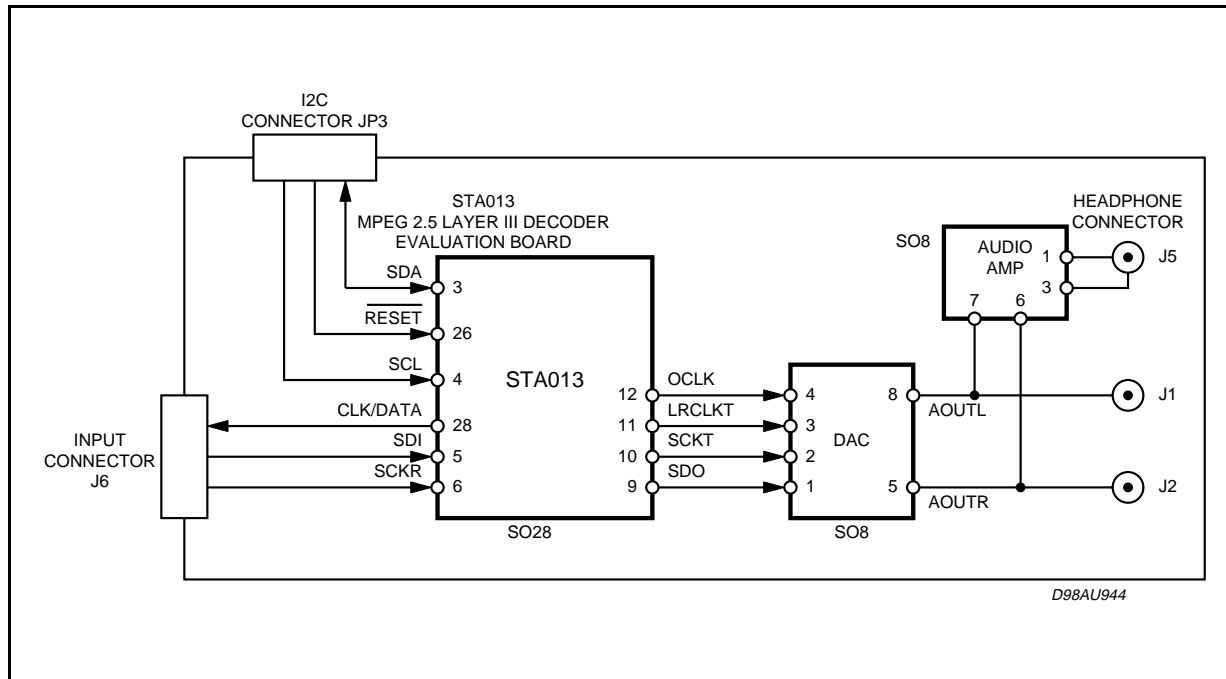 I2C
CONNECTOR JP3
STA013
MPEG 2.5 LAYER III DECODER
EVALUATION BOARD
HEADPHONE
CONNECTOR
SO8
AUDIO
AMP
1
J5
3
7
6
SDA
3
RESET
26
SCL
4
STA013
CLK/DATA
28
INPUT
CONNECTOR
J6
SDI
5
SCKR
6
12
OCLK
4
11
LRCLKT
3
10
SCKT
2
9
SDO
1
DAC
8
AOUTL
J1
5
AOUTR
J2
SO28
SO8
D98AU944